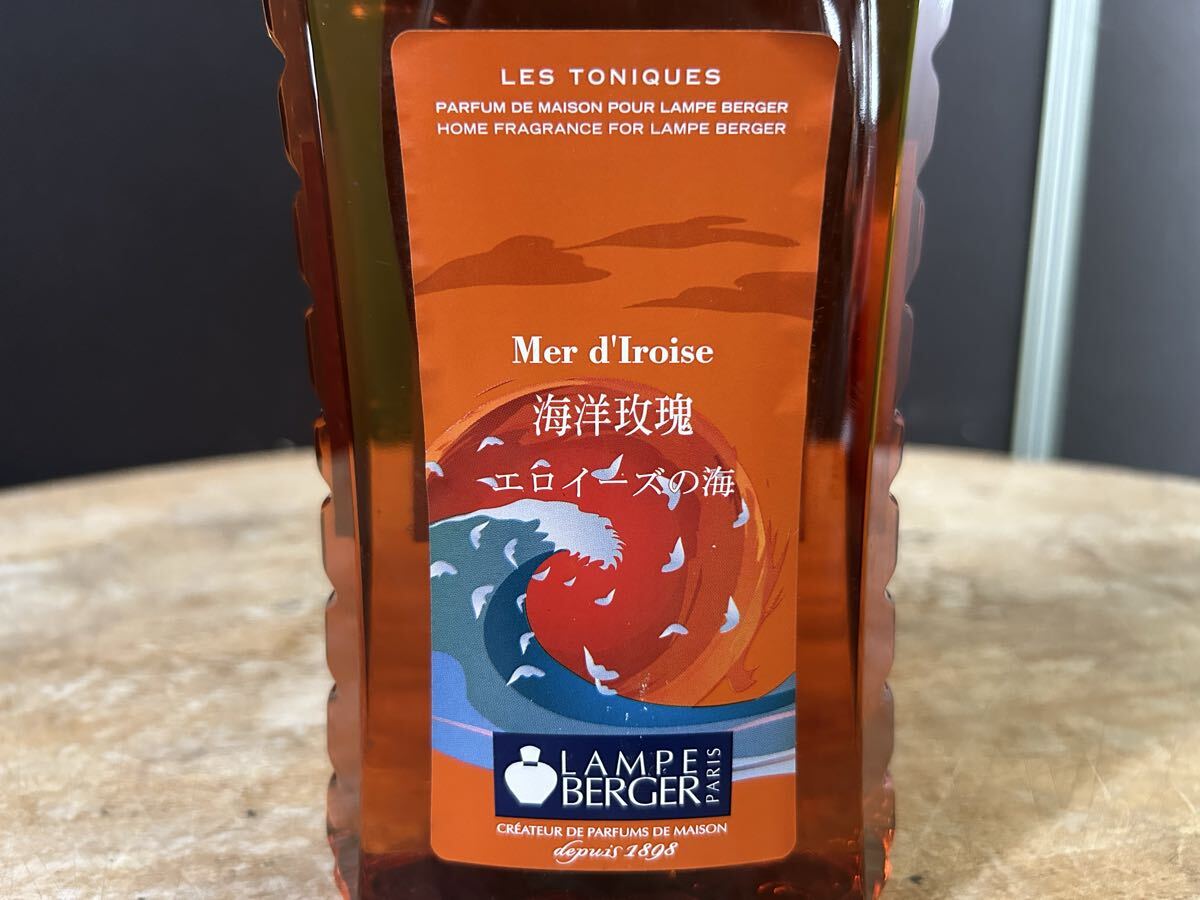 LES TONIQUES
PARFUM DE MAISON POUR LAMPE BERGER
HOME FRAGRANCE FOR LAMPE BERGER
Mer d'Iroise
海洋玫瑰
エロイーズの海
LAMPE
BERGER
PARIS
CRÉATEUR DE PARFUMS DE MAISON
depuis 1898